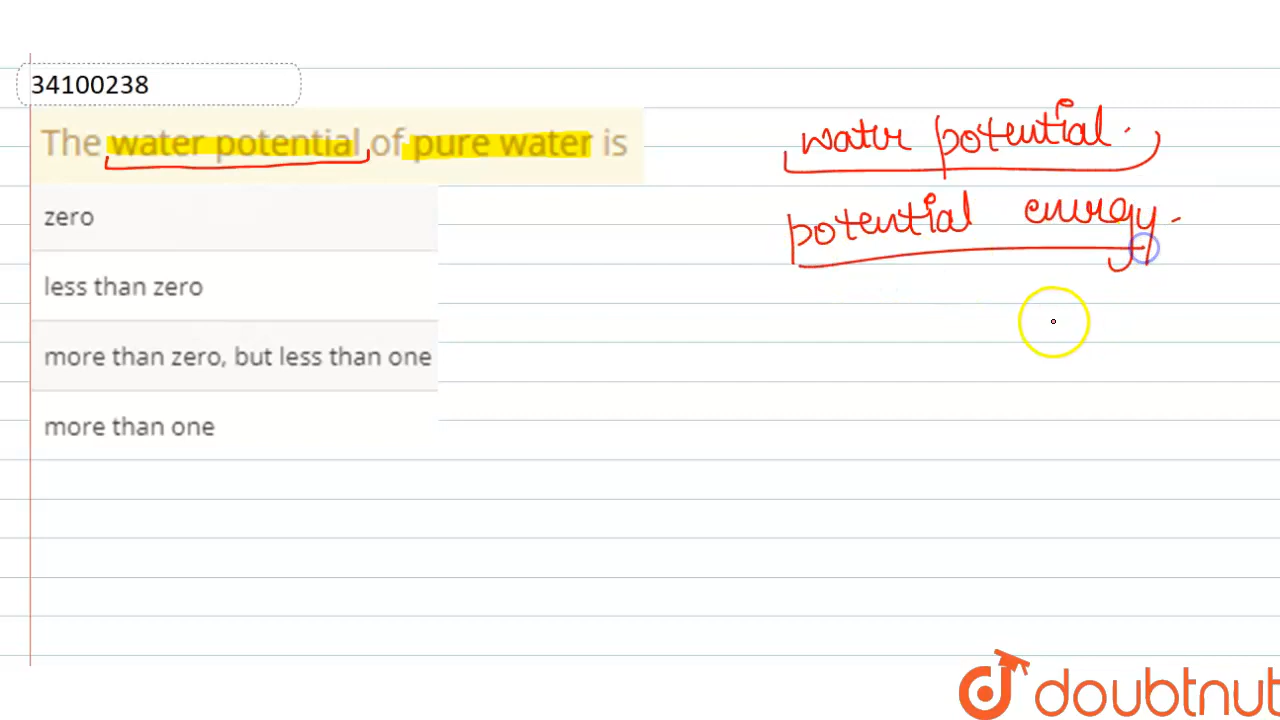 34100238
The water potential of pure water is
zero
less than zero
more than zero, but less than one
more than one
water potential.
potential energy.
doubtnut